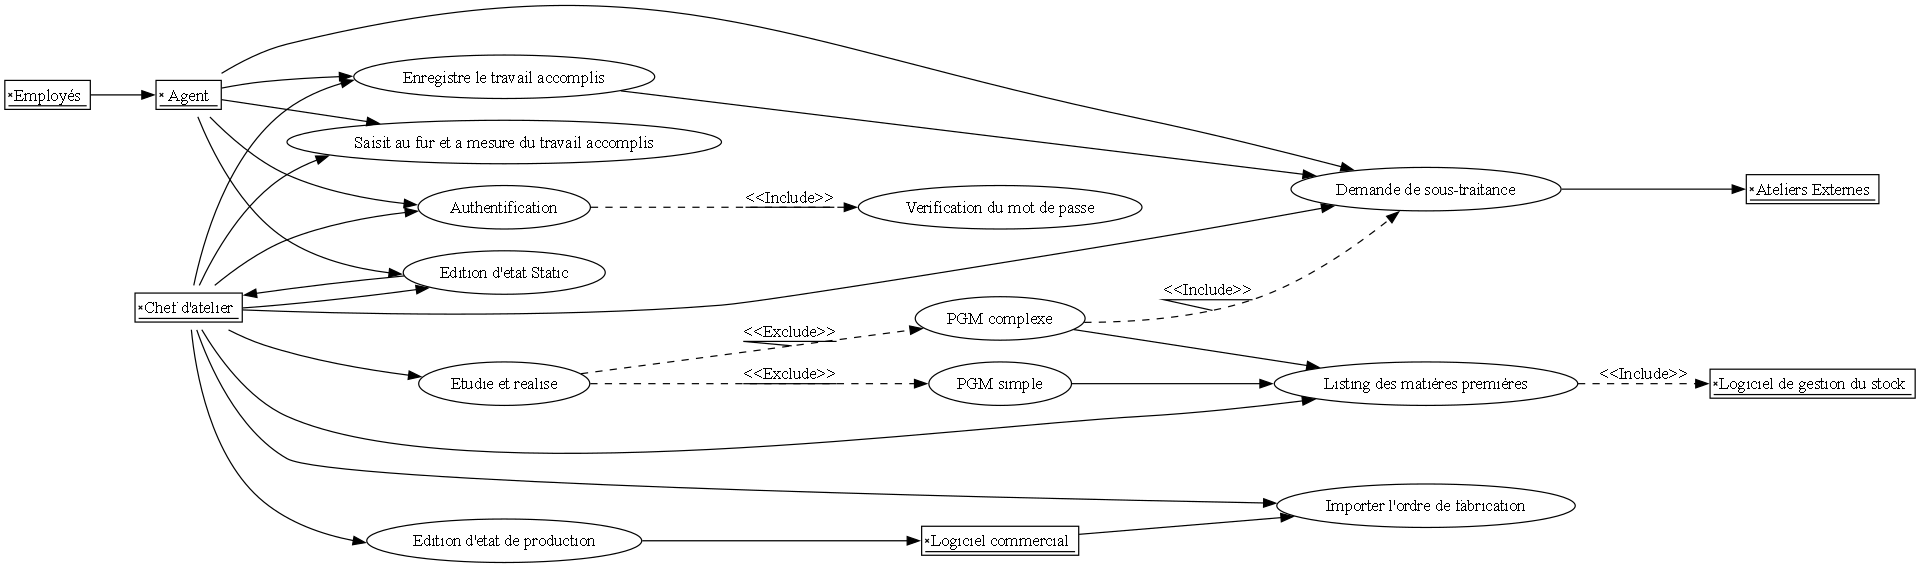 Employés
Agent
Enregistre le travail accomplis
Saisit au fur et a mesure du travail accomplis
Authentification
<<Include>>
Verification du mot de passe
Demande de sous-traitance
Ateliers Externes
Edition d'etat Static
Chef d'atelier
<<Include>>
PGM complexe
<<Exclude>>
Etudie et realise
<<Exclude>>
PGM simple
Listing des matiéres premiéres
<<Include>>
Logiciel de gestion du stock
Importer l'ordre de fabrication
Edition d'etat de production
Logiciel commercial